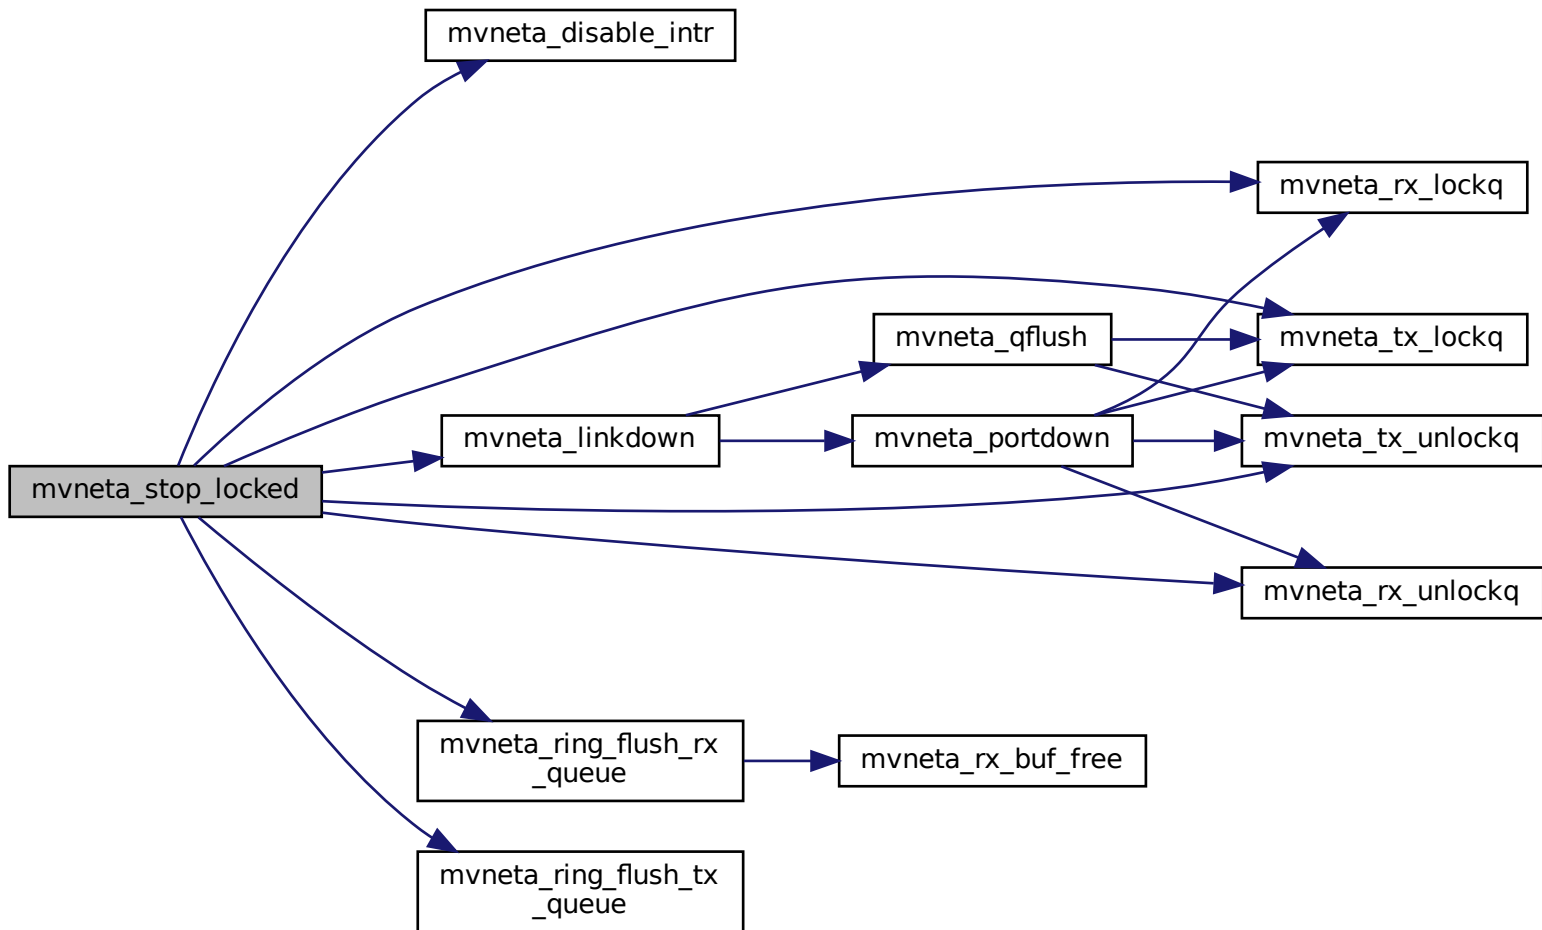 mvneta_disable_intr
mvneta_rx_lockq
mvneta_qflush
mvneta_tx_lockq
mvneta_linkdown
mvneta_portdown
mvneta_tx_unlockq
mvneta_stop_locked
mvneta_rx_unlockq
mvneta_ring_flush_rx
_queue
mvneta_rx_buf_free
mvneta_ring_flush_tx
_queue